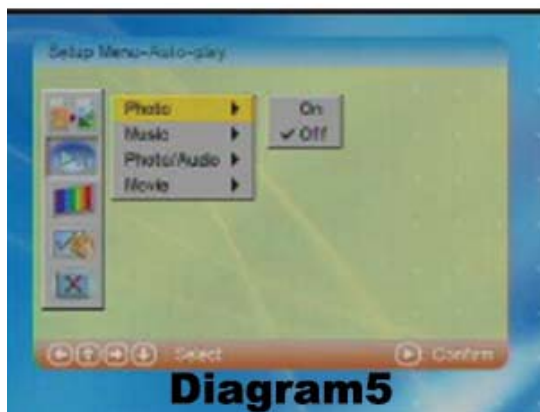 Setup Menu-Auto-play
Photo
Music
Photo/Audio
Movie
On
Off
Select
Confirm
Diagram5